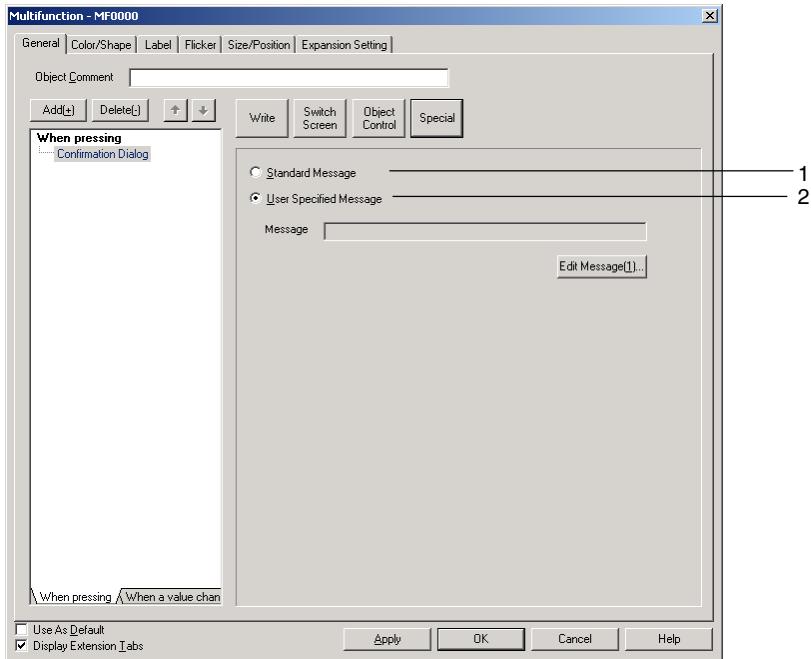 Multifunction - MF0000
General Color/Shape Label Flicker Size/Position Expansion Setting
Object Comment
Add(+) Delete(-)
Write Switch Screen Object Control Special
When pressing
Confirmation Dialog
Standard Message 1
User Specified Message 2
Message
Edit Message(1)...
When pressing When a value chan
Use As Default
Display Extension Tabs
Apply OK Cancel Help